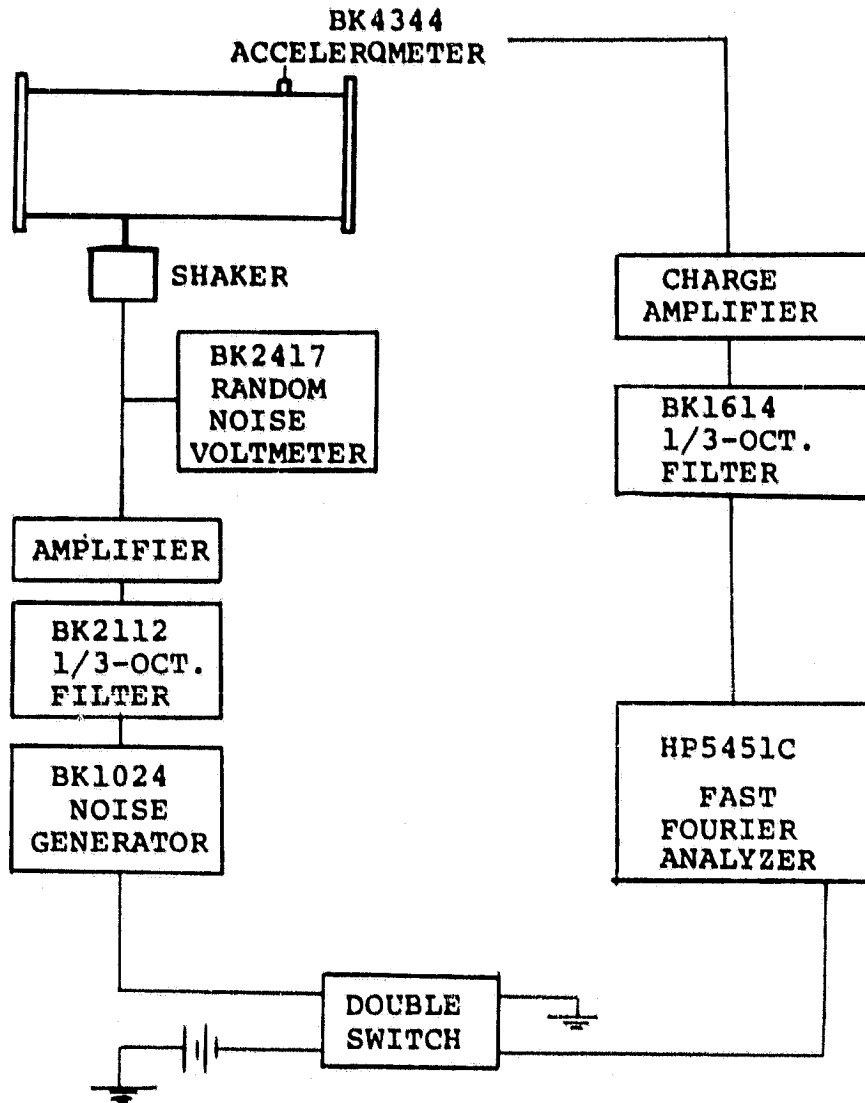 BK4344
ACCELEROMETER
SHAKER
CHARGE
AMPLIFIER
BK2417
RANDOM
NOISE
VOLTMETER
BK1614
1/3-OCT.
FILTER
AMPLIFIER
BK2112
1/3-OCT.
FILTER
BK1024
NOISE
GENERATOR
HP5451C
FAST
FOURIER
ANALYZER
DOUBLE
SWITCH